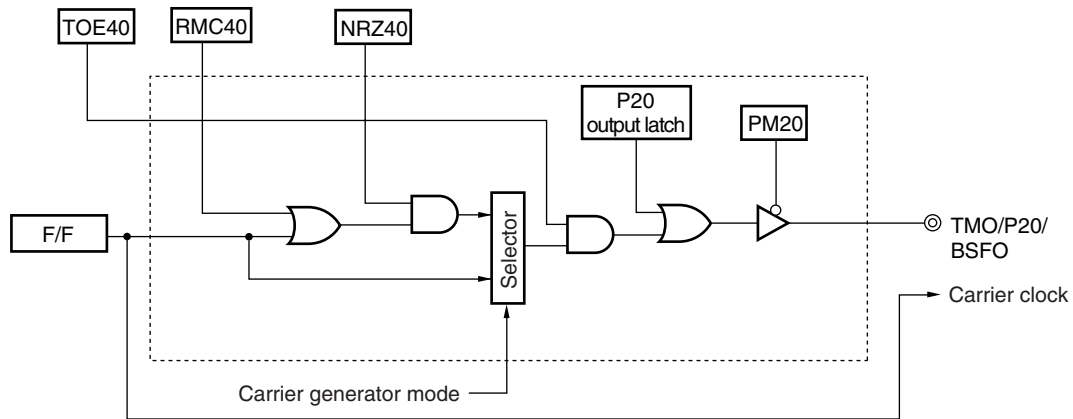 TOE40
RMC40
NRZ40
P20
output latch
PM20
F/F
Selector
TMO/P20/
BSFO
Carrier clock
Carrier generator mode